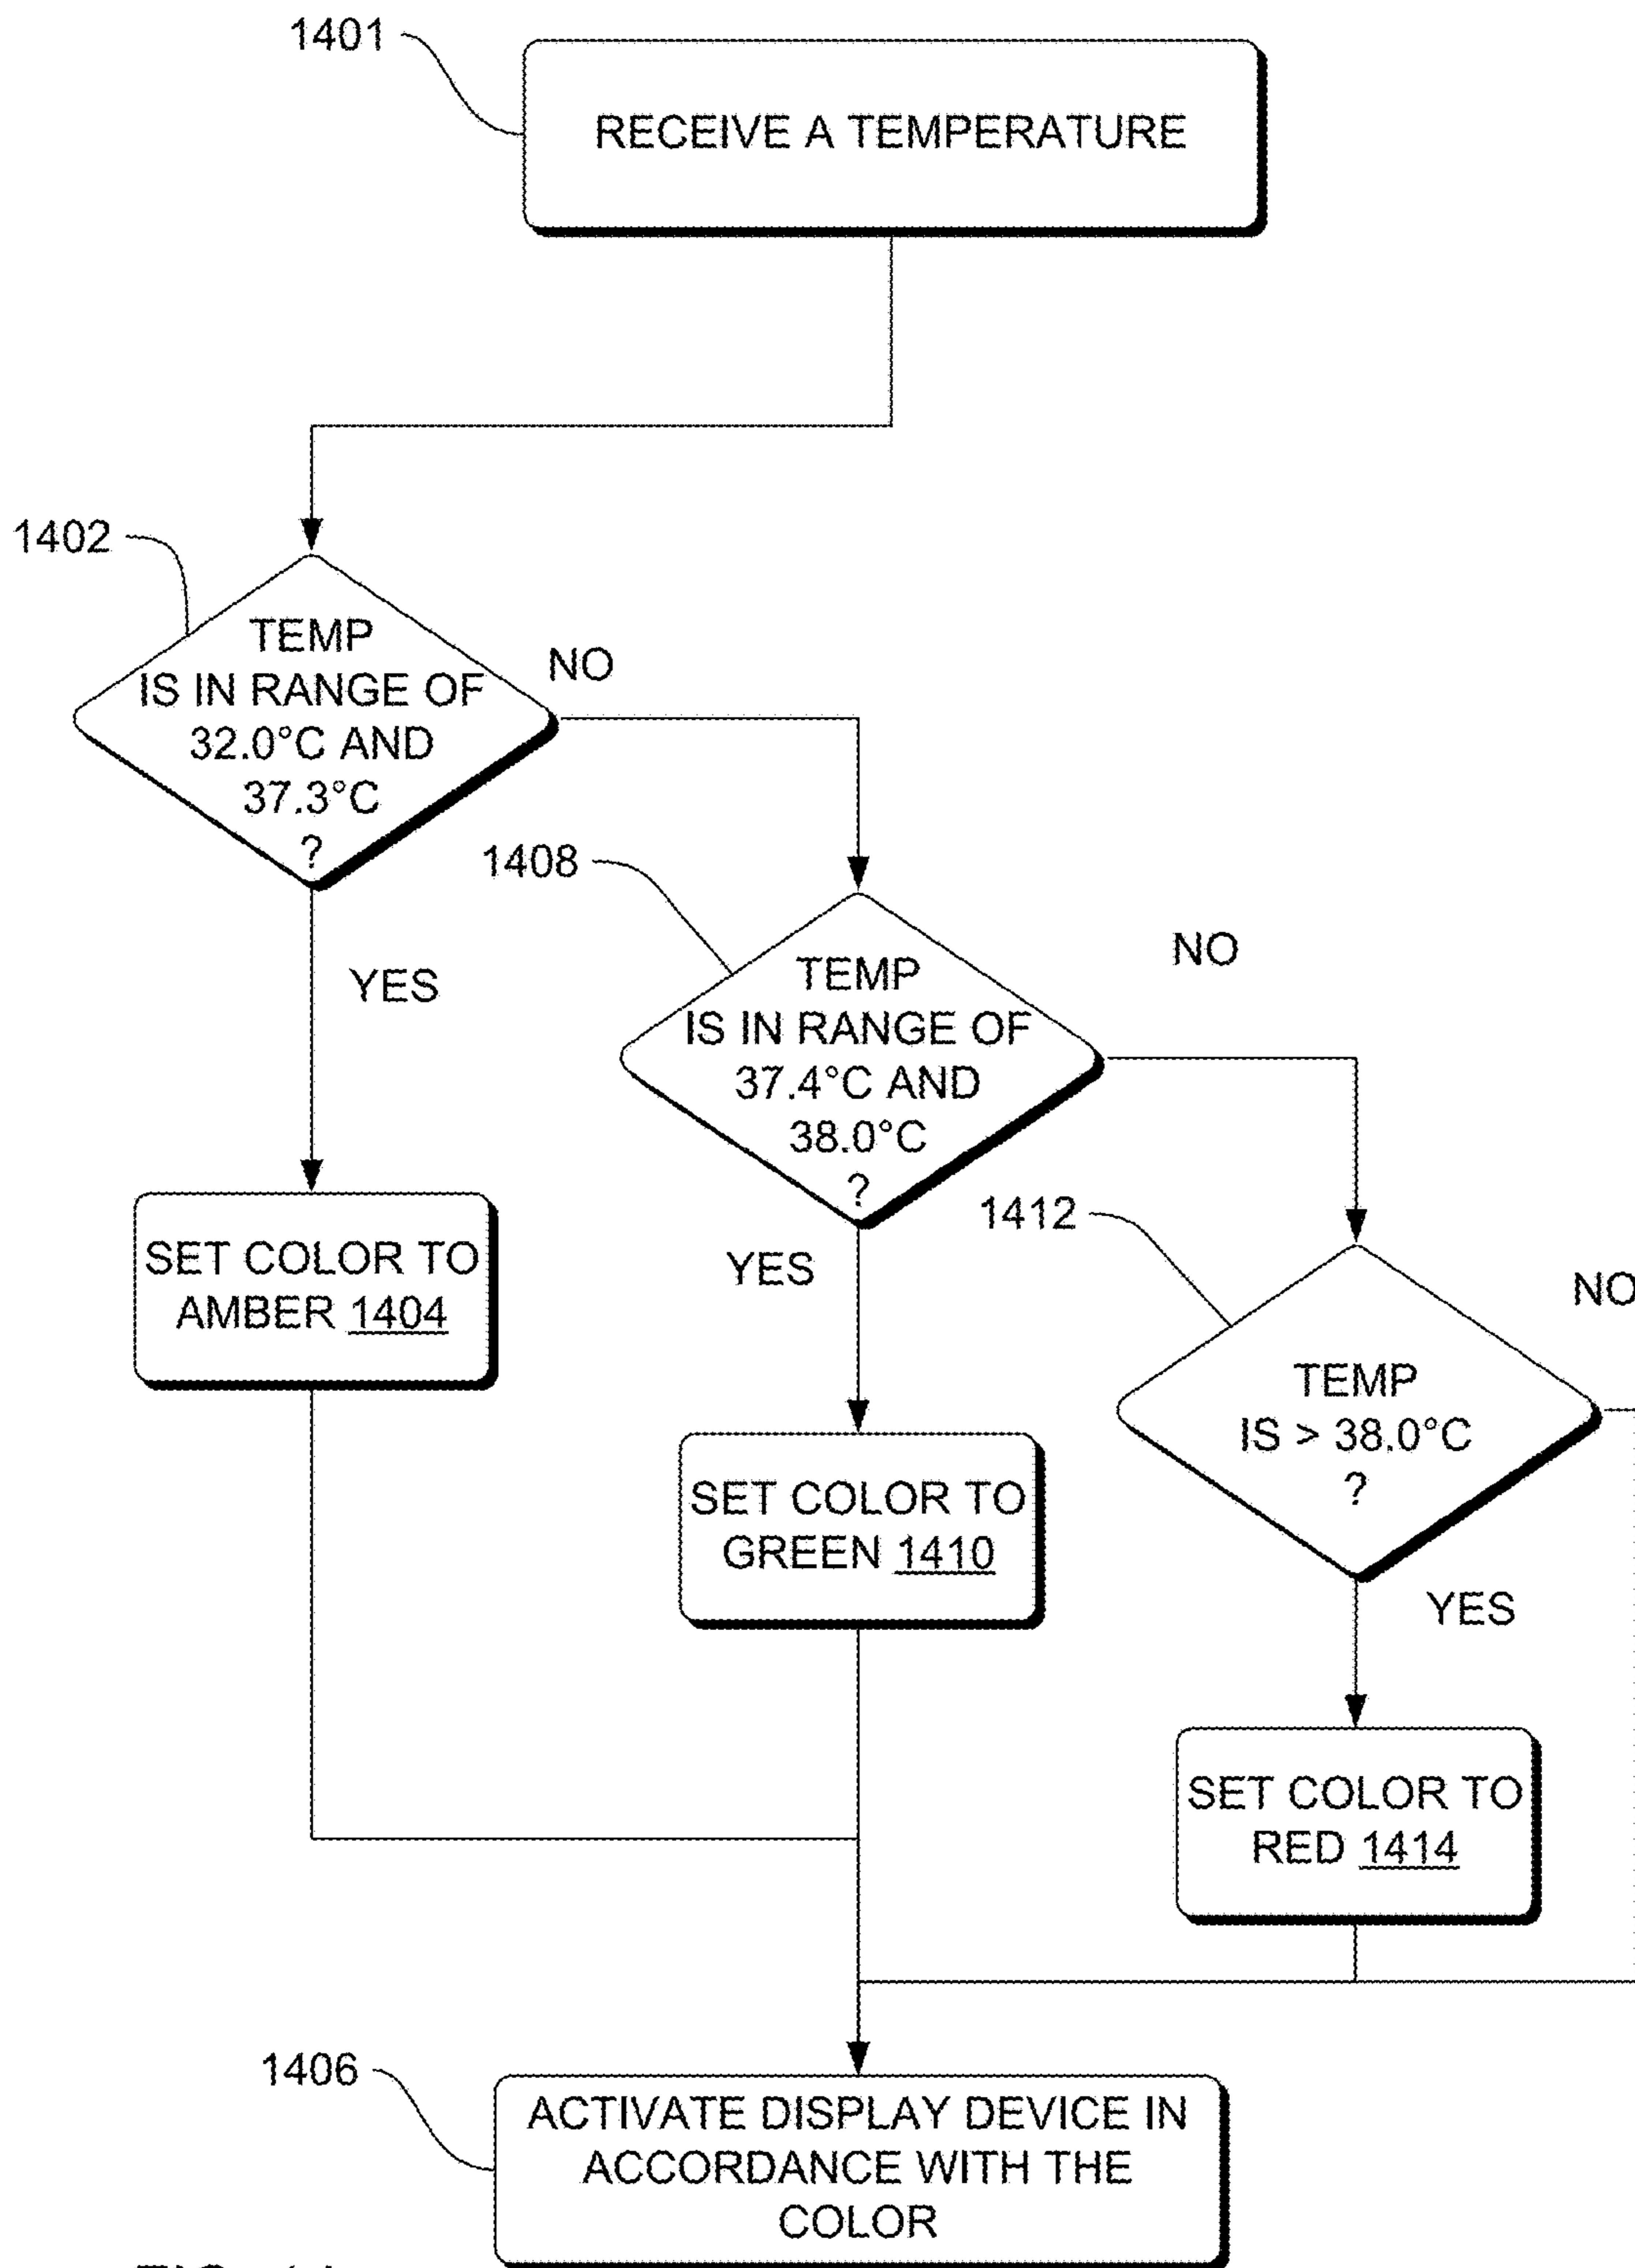 1401
RECEIVE A TEMPERATURE
1402
TEMP
IS IN RANGE OF
32.0°C AND
37.3°C
?
NO
YES
1408
TEMP
IS IN RANGE OF
37.4°C AND
38.0°C
?
NO
YES
SET COLOR TO
AMBER 1404
1412
TEMP
IS > 38.0°C
?
NO
YES
SET COLOR TO
GREEN 1410
SET COLOR TO
RED 1414
1406
ACTIVATE DISPLAY DEVICE IN
ACCORDANCE WITH THE
COLOR